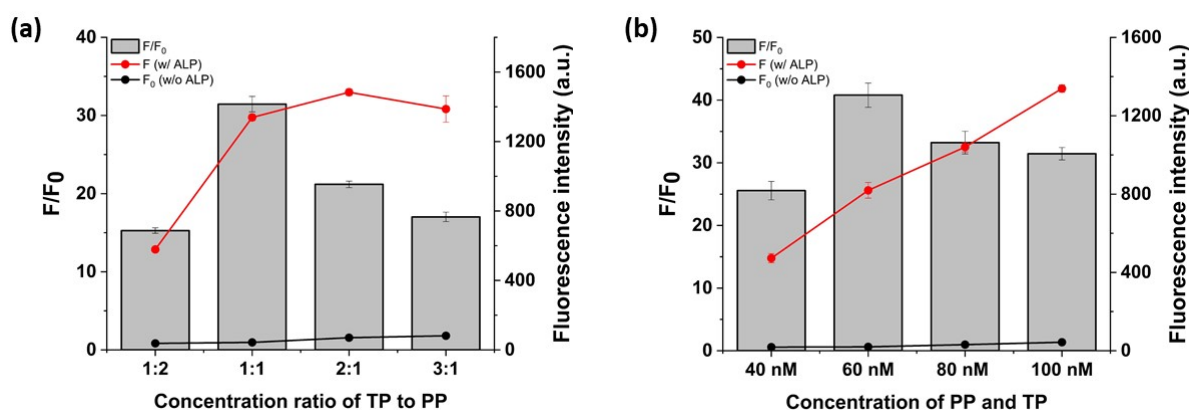 (a)
F/F0
F (w/ ALP)
F0 (w/o ALP)
40
30
20
10
0
F/F0
1600
1200
800
400
0
Fluorescence intensity (a.u.)
1:2 1:1 2:1 3:1
Concentration ratio of TP to PP
(b)
F/F0
F (w/ ALP)
F0 (w/o ALP)
50
40
30
20
10
0
F/F0
1600
1200
800
400
0
Fluorescence intensity (a.u.)
40 nM 60 nM 80 nM 100 nM
Concentration of PP and TP